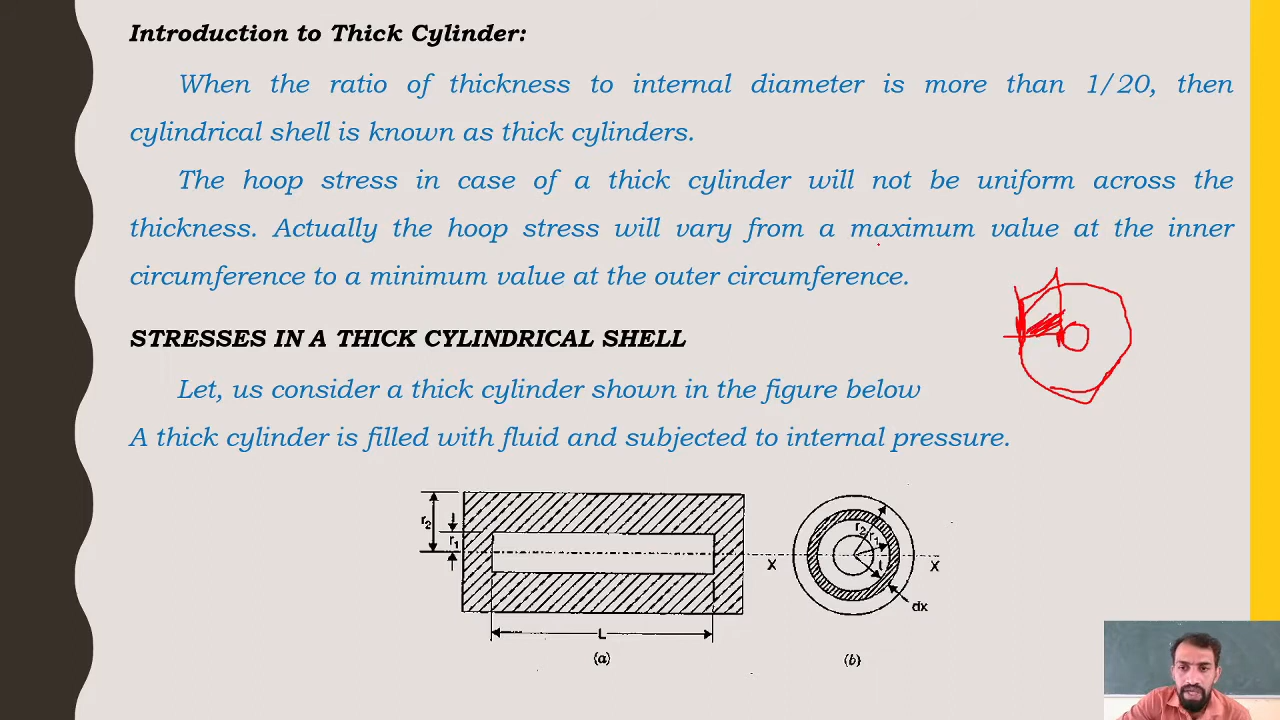 Introduction to Thick Cylinder:
When the ratio of thickness to internal diameter is more than 1/20, then
cylindrical shell is known as thick cylinders.
The hoop stress in case of a thick cylinder will not be uniform across the
thickness. Actually the hoop stress will vary from a maximum value at the inner
circumference to a minimum value at the outer circumference.
STRESSES IN A THICK CYLINDRICAL SHELL
Let, us consider a thick cylinder shown in the figure below
A thick cylinder is filled with fluid and subjected to internal pressure.
r₂
r₁
L
(a)
r₂
r₁
X
X
dx
(b)